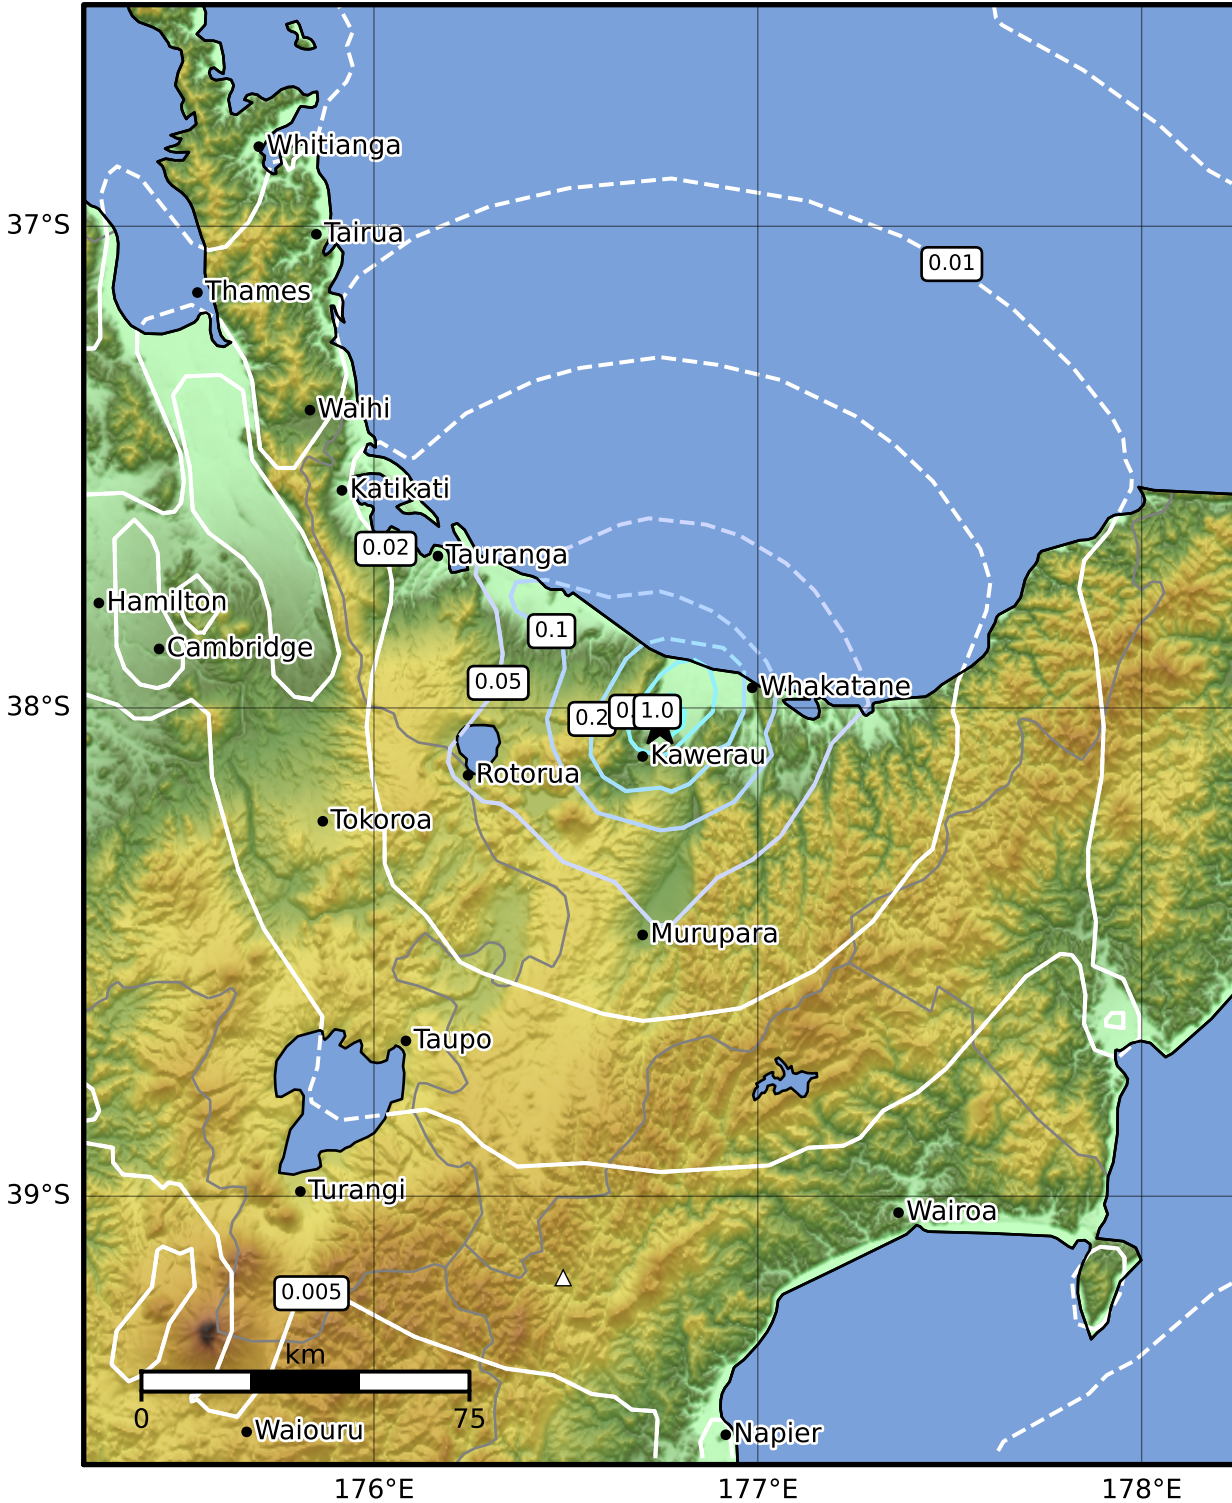 Whitianga
37°S
Tairua
0.01
Thames
Waihi
Katikati
0.02
Tauranga
Hamilton
0.1
Cambridge
0.05
Whakatane
38°S
0.2
1.0
Kawerau
Rotorua
Tokoroa
Murupara
Taupo
Turangi
39°S
Wairoa
0.005
km
0
75
Waiouru
Napier
176°E
177°E
178°E